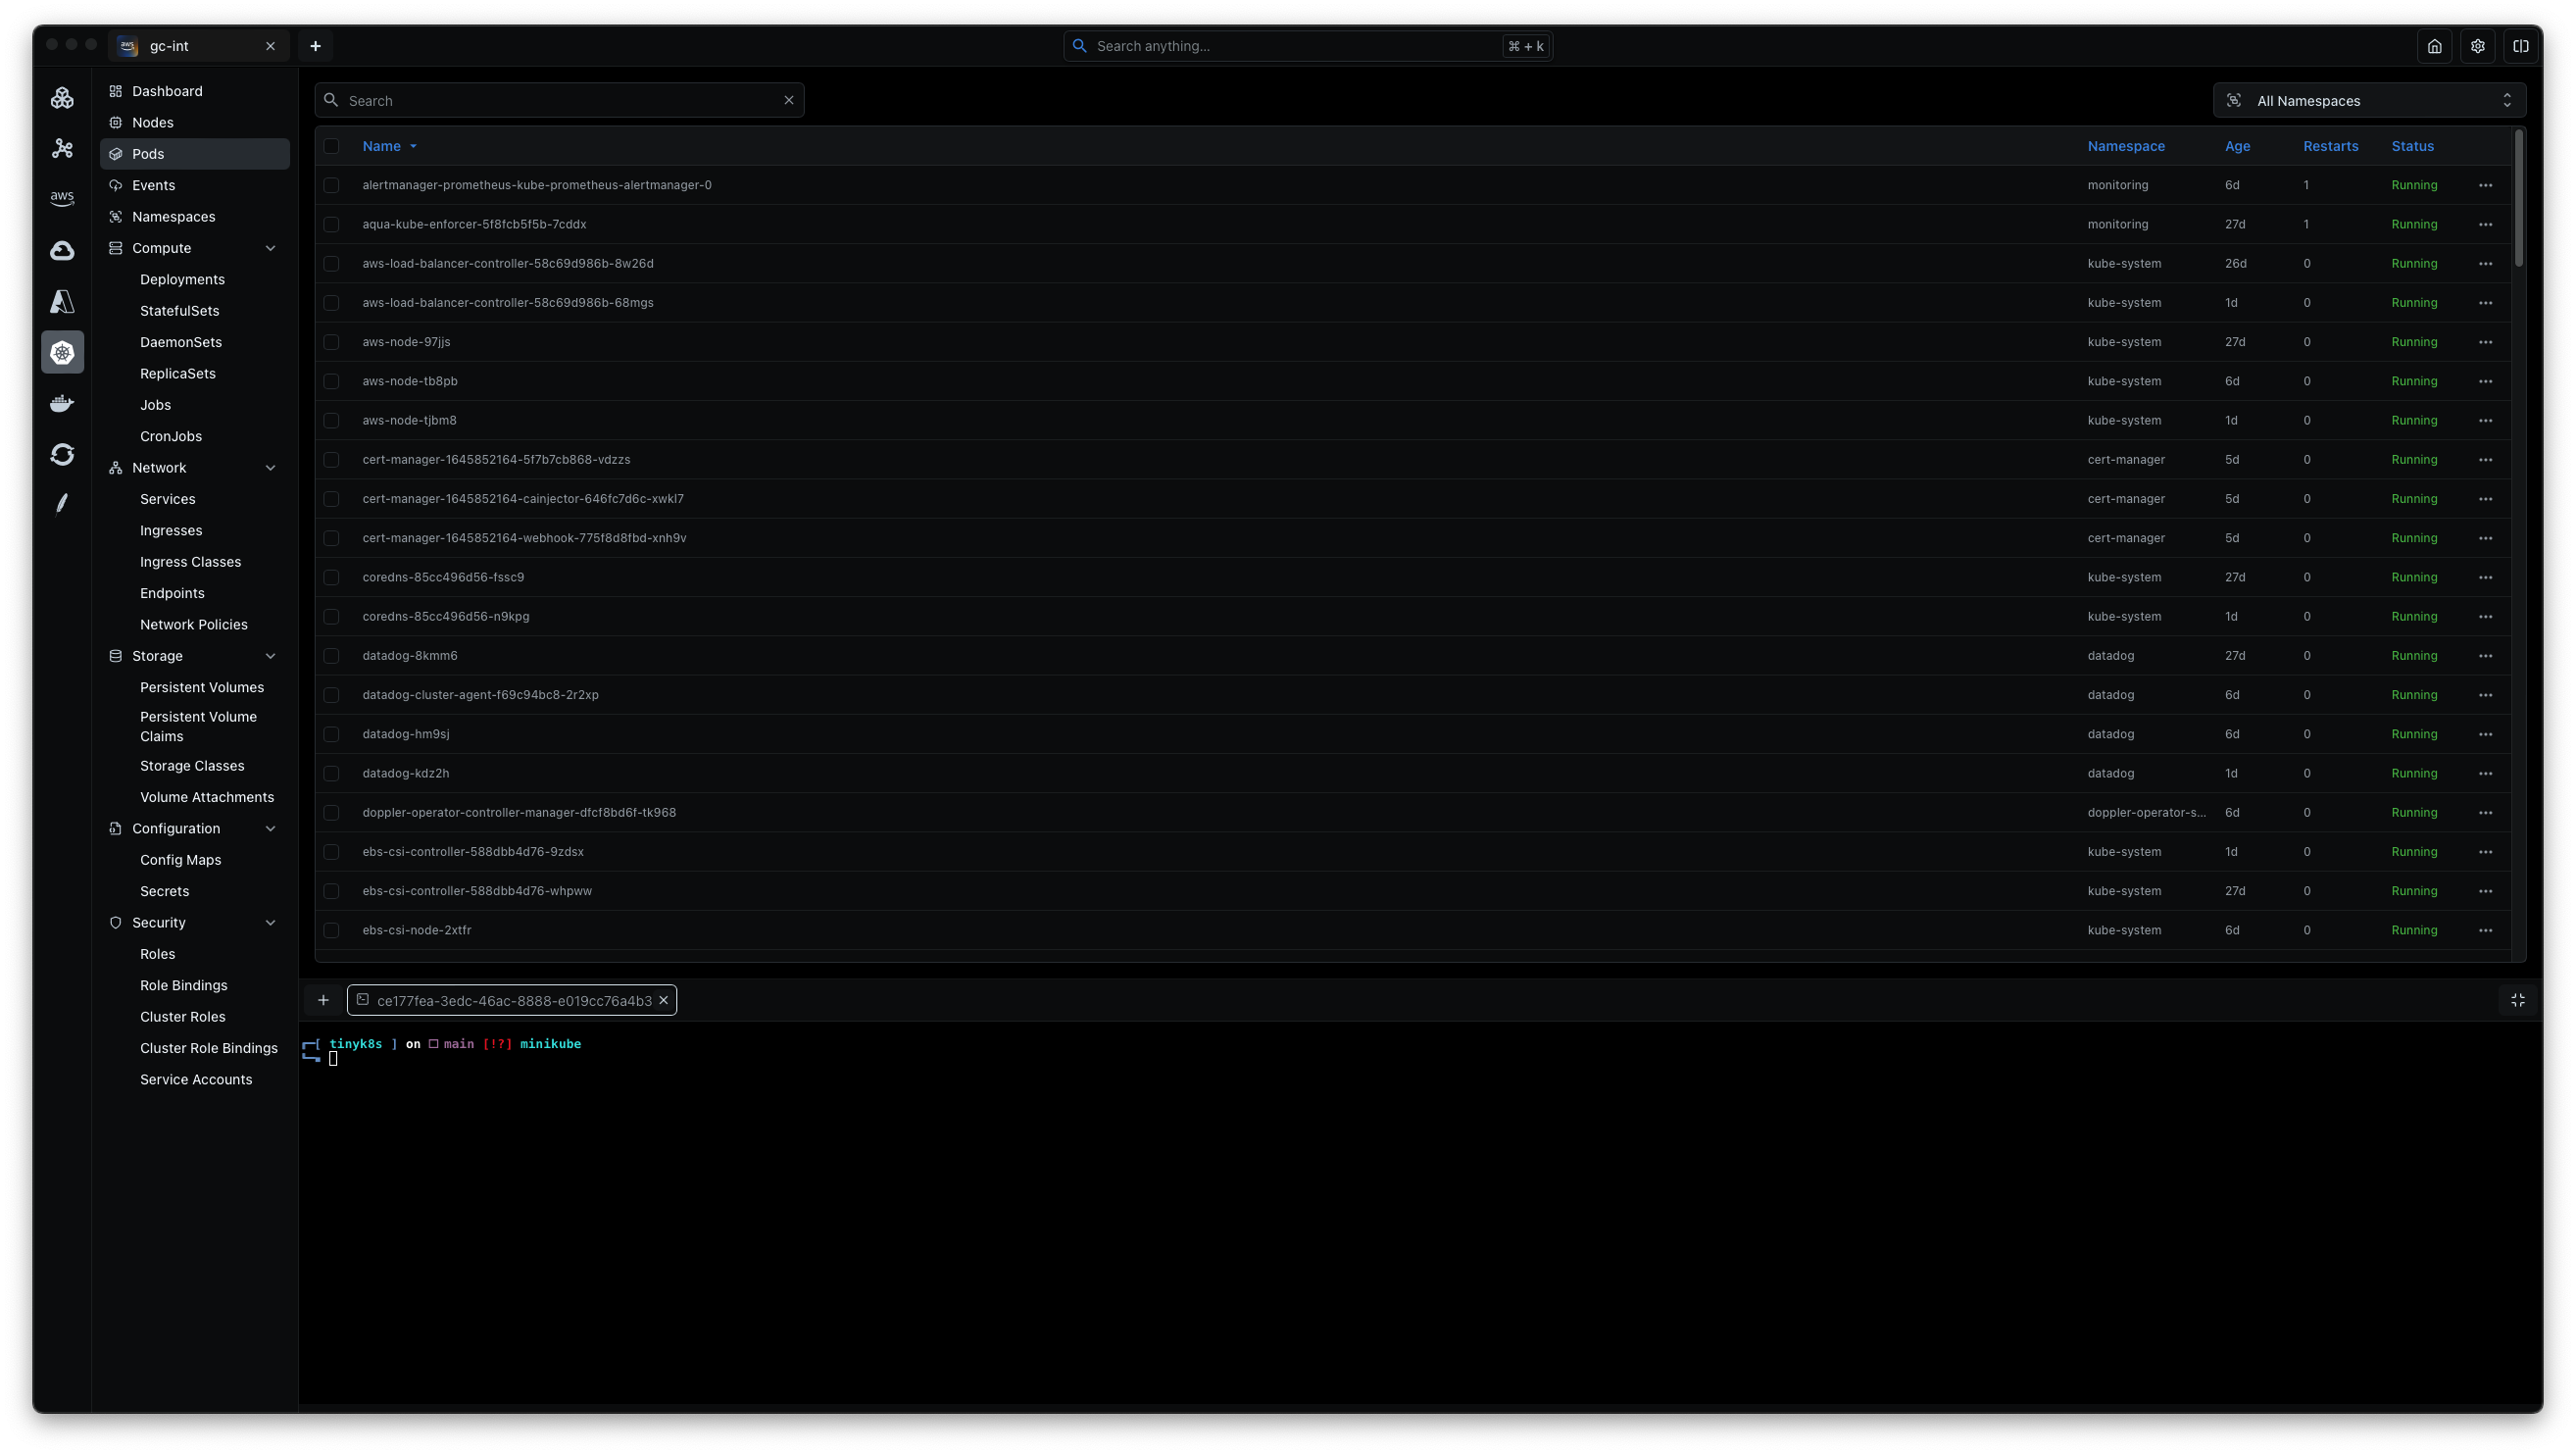 gc-int
Search anything...
⌘ + k
aws
Dashboard
Nodes
Pods
Events
Namespaces
Compute
Deployments
StatefulSets
DaemonSets
ReplicaSets
Jobs
CronJobs
Network
Services
Ingresses
Ingress Classes
Endpoints
Network Policies
Storage
Persistent Volumes
Persistent Volume
Claims
Storage Classes
Volume Attachments
Configuration
Config Maps
Secrets
Security
Roles
Role Bindings
Cluster Roles
Cluster Role Bindings
Service Accounts
Search
All Namespaces
Name Namespace Age Restarts Status
alertmanager-prometheus-kube-prometheus-alertmanager-0 monitoring 6d 1 Running
aqua-kube-enforcer-5f8fcb5f5b-7cddx monitoring 27d 1 Running
aws-load-balancer-controller-58c69d986b-8w26d kube-system 26d 0 Running
aws-load-balancer-controller-58c69d986b-68mgs kube-system 1d 0 Running
aws-node-97jjs kube-system 27d 0 Running
aws-node-tb8pb kube-system 6d 0 Running
aws-node-tjbm8 kube-system 1d 0 Running
cert-manager-1645852164-5f7b7cb868-vdzzs cert-manager 5d 0 Running
cert-manager-1645852164-cainjector-646fc7d6c-xwkl7 cert-manager 5d 0 Running
cert-manager-1645852164-webhook-775f8d8fbd-xnh9v cert-manager 5d 0 Running
coredns-85cc496d56-fssc9 kube-system 27d 0 Running
coredns-85cc496d56-n9kpg kube-system 1d 0 Running
datadog-8kmm6 datadog 27d 0 Running
datadog-cluster-agent-f69c94bc8-2r2xp datadog 6d 0 Running
datadog-hm9sj datadog 6d 0 Running
datadog-kdz2h datadog 1d 0 Running
doppler-operator-controller-manager-dfcf8bd6f-tk968 doppler-operator-s... 6d 0 Running
ebs-csi-controller-588dbb4d76-9zdsx kube-system 1d 0 Running
ebs-csi-controller-588dbb4d76-whpww kube-system 27d 0 Running
ebs-csi-node-2xtfr kube-system 6d 0 Running
ce177fea-3edc-46ac-8888-e019cc76a4b3
[ tinyk8s ] on main [!?] minikube